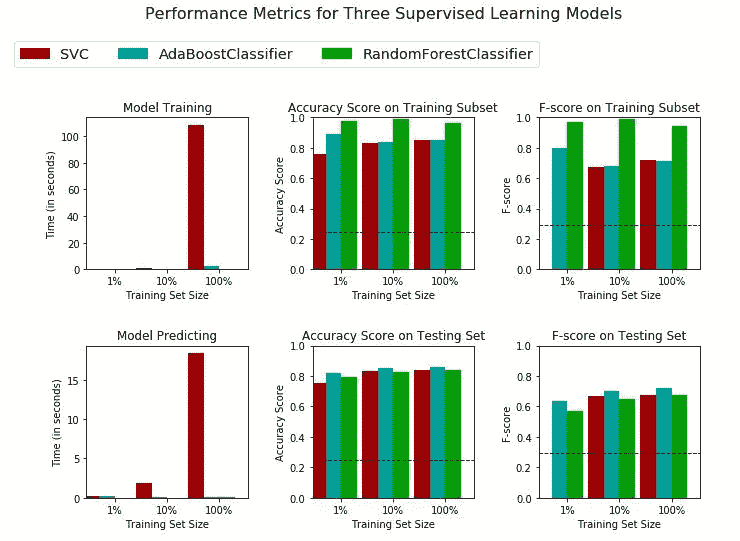 Performance Metrics for Three Supervised Learning Models
SVC AdaBoostClassifier RandomForestClassifier
Model Training
Time (in seconds)
100
80
60
40
20
0
1% 10% 100%
Training Set Size
Accuracy Score on Training Subset
Accuracy Score
1.0
0.8
0.6
0.4
0.2
0.0
1% 10% 100%
Training Set Size
F-score on Training Subset
F-score
1.0
0.8
0.6
0.4
0.2
0.0
1% 10% 100%
Training Set Size
Model Predicting
Time (in seconds)
15
10
5
0
1% 10% 100%
Training Set Size
Accuracy Score on Testing Set
Accuracy Score
1.0
0.8
0.6
0.4
0.2
0.0
1% 10% 100%
Training Set Size
F-score on Testing Set
F-score
1.0
0.8
0.6
0.4
0.2
0.0
1% 10% 100%
Training Set Size